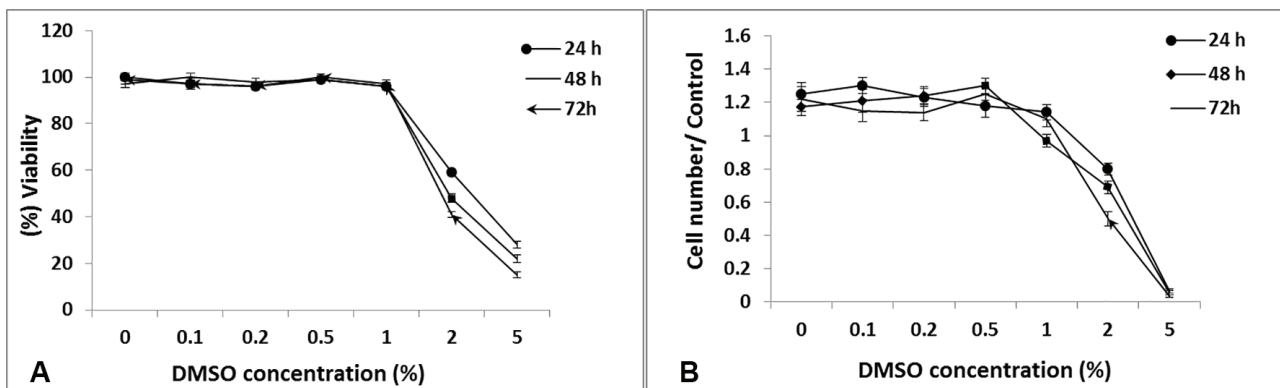 120
100
80
60
40
20
0
(%) Viability
0 0.1 0.2 0.5 1 2 5
DMSO concentration (%)
24 h
48 h
72h
A
1.6
1.4
1.2
1
0.8
0.6
0.4
0.2
0
Cell number/ Control
0 0.1 0.2 0.5 1 2 5
DMSO concentration (%)
24 h
48 h
72h
B